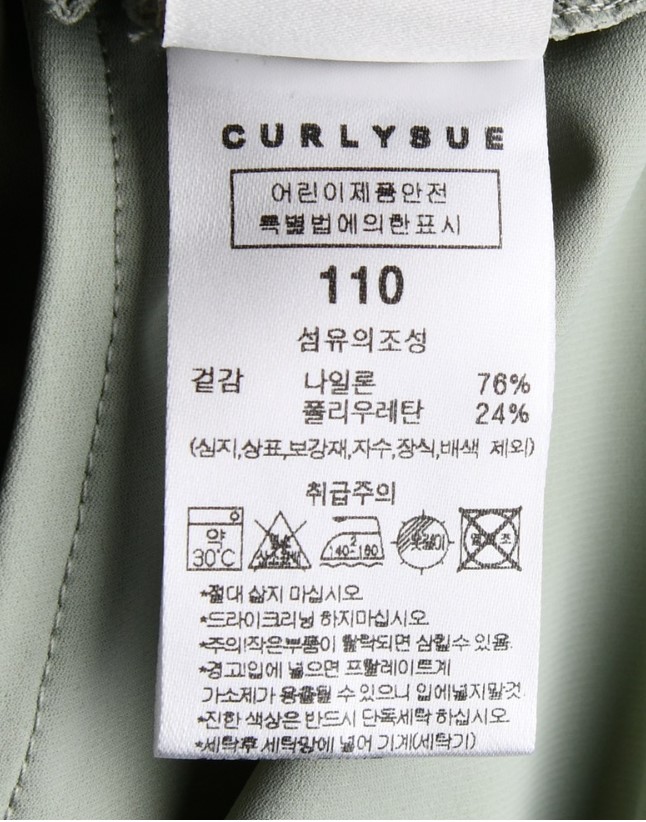 CURLYSUE
어린이제품안전
특별법에의한표시
110
섬유의조성
겉감 나일론 76%
폴리우레탄 24%
(심지,상표,보강재,자수,장식,배색 제외)
취급주의
약 30℃
2 140~160
옷걸이
*절대 삶지 마십시오
*드라이크리닝 하지마십시오
*주의!작은부품이 탈락되면 삼킬수 있음
*경고!입에 넣으면 프탈레이트계
가소제가 용출될 수 있으니 입에넣지말것
*진한 색상은 반드시 단독세탁 하십시오
*세탁후 세탁망에 넣어 기계(세탁기)